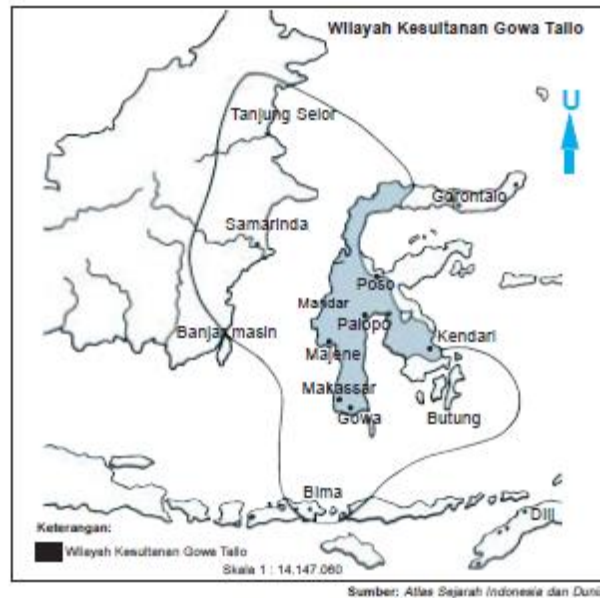 Wilayah Kesultanan Gowa Tallo
U
Tanjung Selor
Gorontalo
Samarinda
Poso
Mandar
Banjarmasin
Palopo
Kendari
Majene
Makassar
Gowa
Butung
Bima
Dili
Keterangan:
Wilayah Kesultanan Gowa Tallo
Skala 1 : 14.147.060
Sumber: Atlas Sejarah Indonesia dan Duni